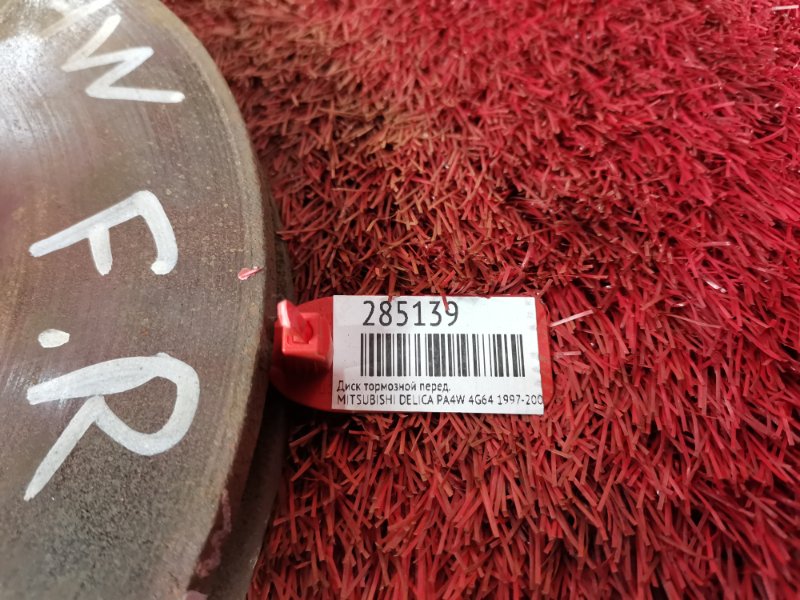 W
F.R
285139
Диск тормозной перед.
MITSUBISHI DELICA PA4W 4G64 1997-200